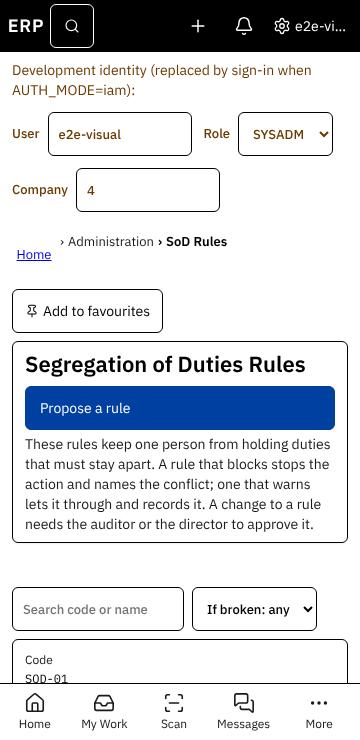 ERP e2e-vi...
Development identity (replaced by sign-in when
AUTH_MODE=iam):
User e2e-visual Role SYSADM
Company 4
Home › Administration › SoD Rules
Add to favourites
Segregation of Duties Rules
Propose a rule
These rules keep one person from holding duties
that must stay apart. A rule that blocks stops the
action and names the conflict; one that warns
lets it through and records it. A change to a rule
needs the auditor or the director to approve it.
Search code or name If broken: any
Code
SOD-01
Home My Work Scan Messages More